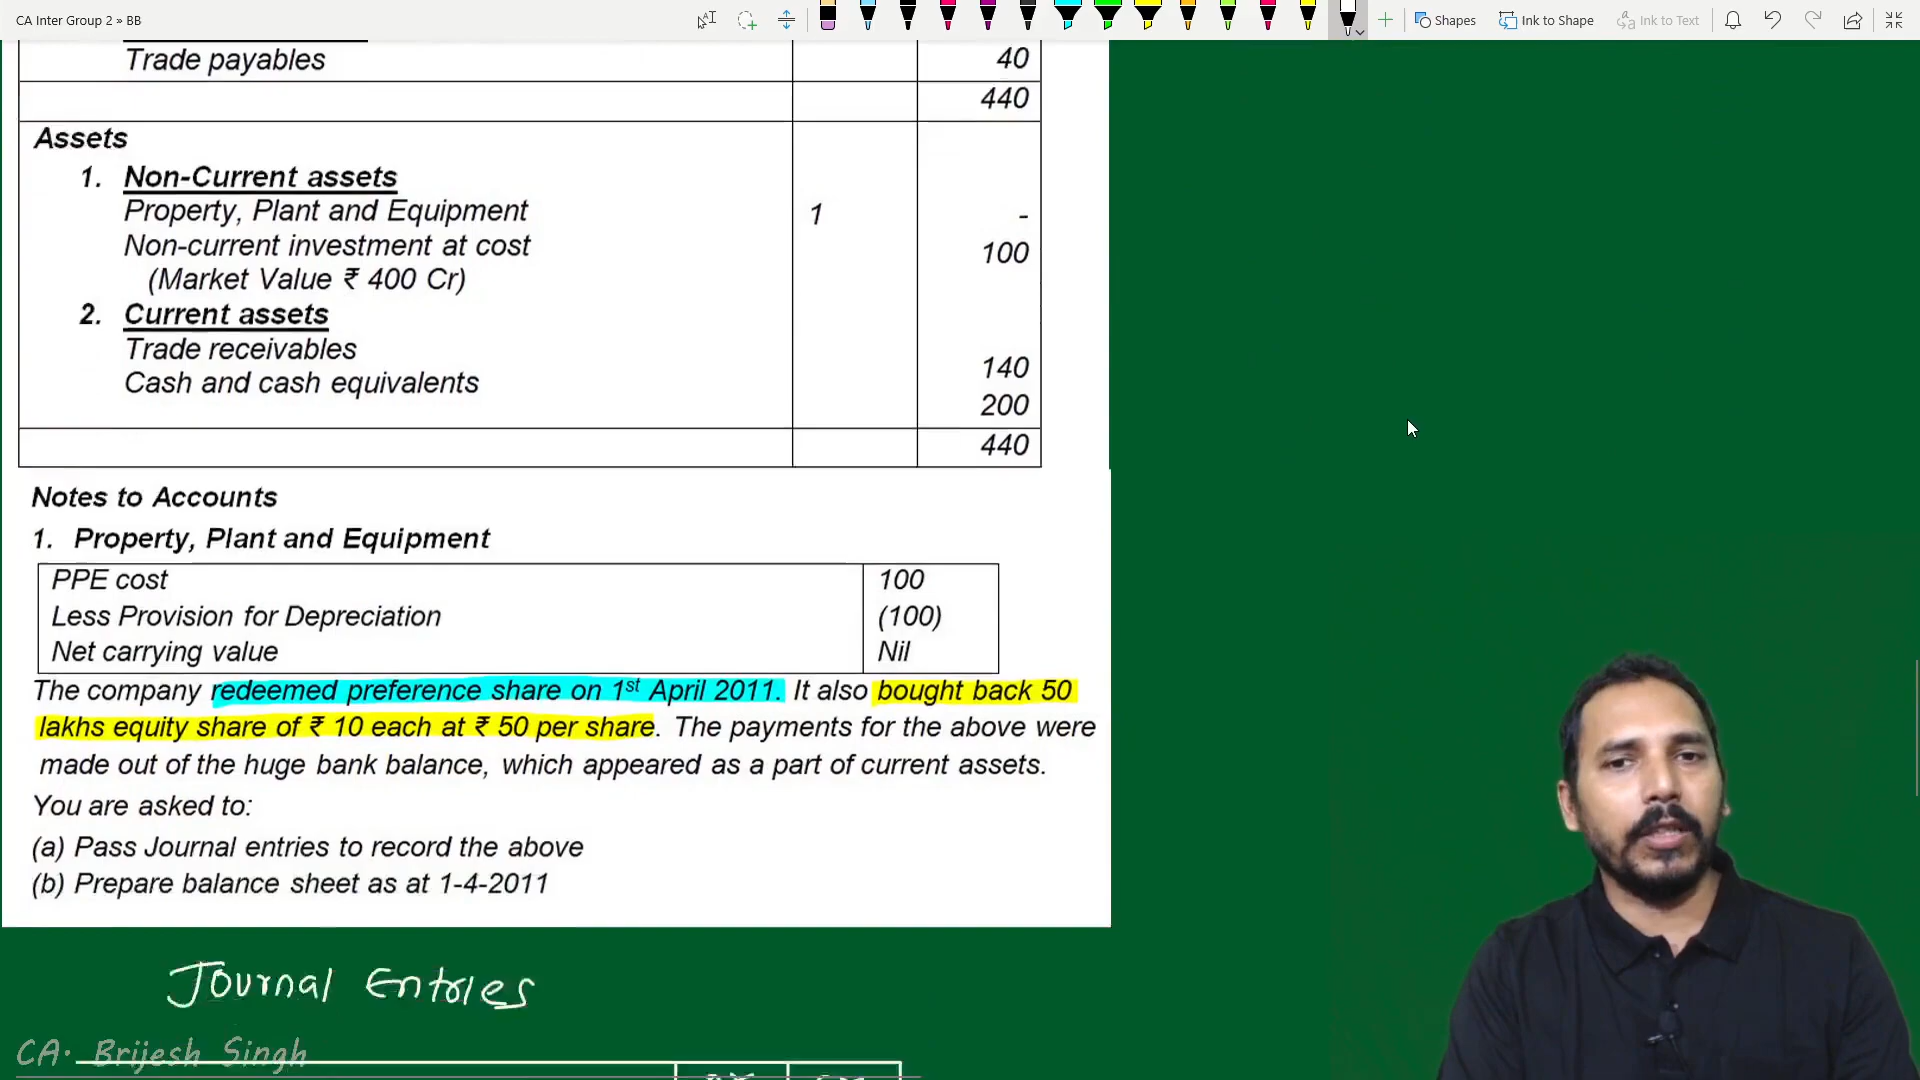 CA Inter Group 2 » BB
Shapes
Ink to Shape
Ink to Text
Trade payables 40
440
Assets
1. Non-Current assets
Property, Plant and Equipment 1 -
Non-current investment at cost 100
(Market Value ₹ 400 Cr)
2. Current assets
Trade receivables 140
Cash and cash equivalents 200
440
Notes to Accounts
1. Property, Plant and Equipment
PPE cost 100
Less Provision for Depreciation (100)
Net carrying value Nil
The company redeemed preference share on 1st April 2011. It also bought back 50
lakhs equity share of ₹ 10 each at ₹ 50 per share. The payments for the above were
made out of the huge bank balance, which appeared as a part of current assets.
You are asked to:
(a) Pass Journal entries to record the above
(b) Prepare balance sheet as at 1-4-2011
Journal Entries
CA. Brijesh Singh